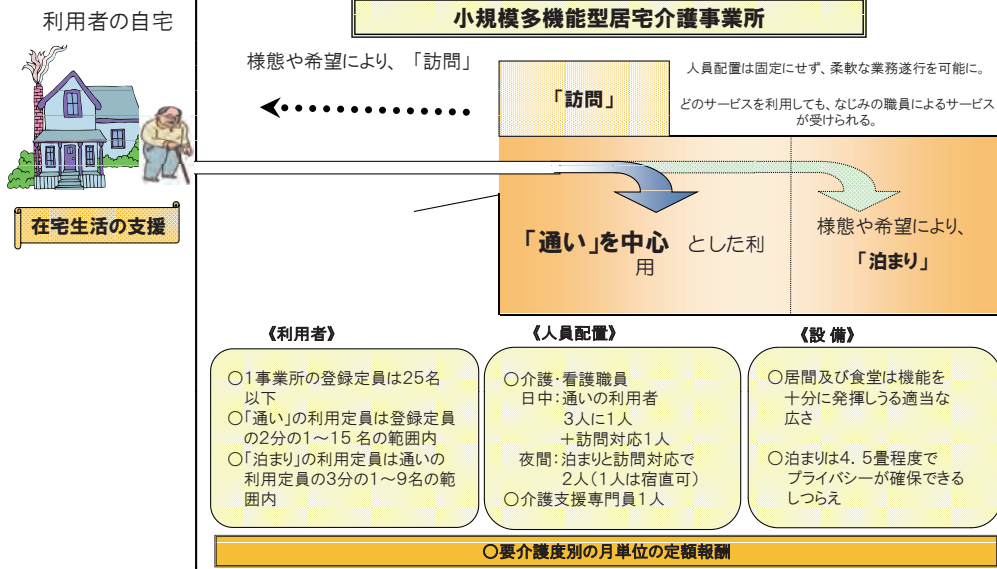 利用者の自宅
小規模多機能型居宅介護事業所
様態や希望により、「訪問」
「訪問」
人員配置は固定にせず、柔軟な業務遂行を可能に。
どのサービスを利用しても、なじみの職員によるサービス
が受けられる。
在宅生活の支援
「通い」を中心 とした利
用
様態や希望により、
「泊まり」
《利用者》
○1事業所の登録定員は25名
以下
○「通い」の利用定員は登録定員
の2分の1～15名の範囲内
○「泊まり」の利用定員は通いの
利用定員の3分の1～9名の範
囲内
《人員配置》
○介護・看護職員
日中：通いの利用者
3人に1人
＋訪問対応1人
夜間：泊まりと訪問対応で
2人（1人は宿直可）
○介護支援専門員1人
《設 備》
○居間及び食堂は機能を
十分に発揮しうる適当な
広さ
○泊まりは4．5畳程度で
プライバシーが確保できる
しつらえ
○要介護度別の月単位の定額報酬